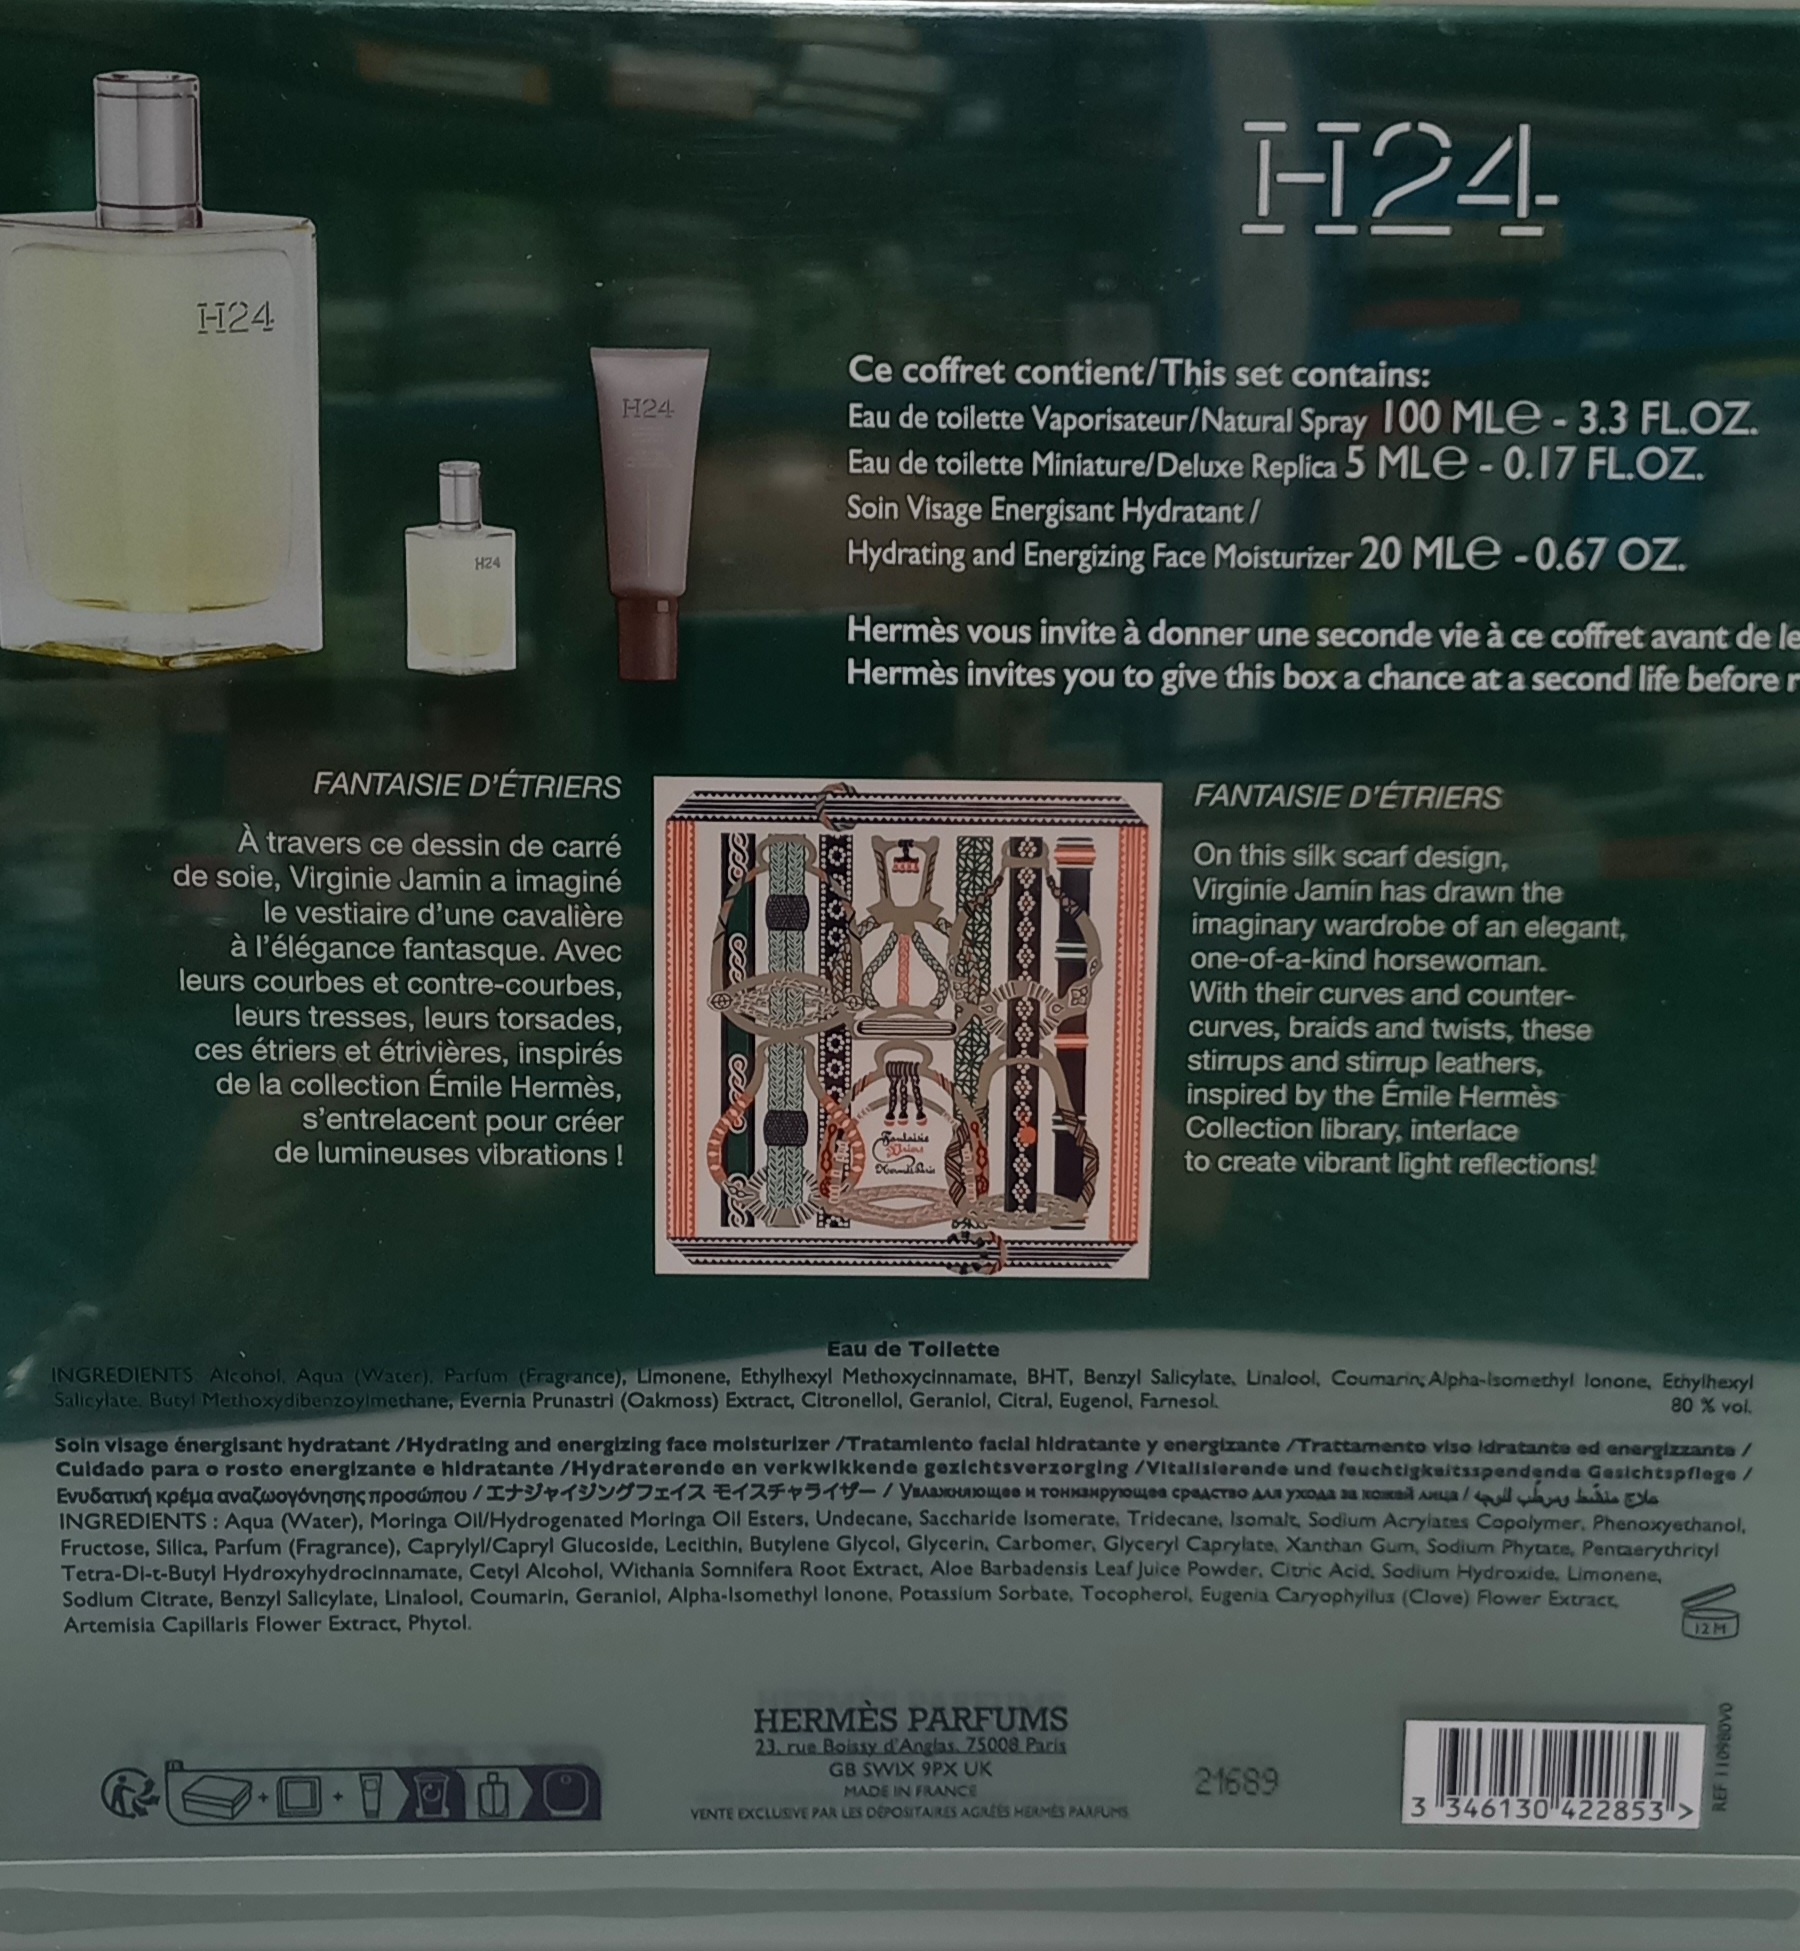 H24
H24
H24
H24
Ce coffret contient/This set contains:
Eau de toilette Vaporisateur/Natural Spray 100 MLe - 3.3 FL.OZ.
Eau de toilette Miniature/Deluxe Replica 5 MLe - 0.17 FL.OZ.
Soin Visage Energisant Hydratant /
Hydrating and Energizing Face Moisturizer 20 MLe - 0.67 OZ.
Hermès vous invite à donner une seconde vie à ce coffret avant de le
Hermès invites you to give this box a chance at a second life before r
FANTAISIE D'ÉTRIERS
À travers ce dessin de carré
de soie, Virginie Jamin a imaginé
le vestiaire d'une cavalière
à l'élégance fantasque. Avec
leurs courbes et contre-courbes,
leurs tresses, leurs torsades,
ces étriers et étrivières, inspirés
de la collection Émile Hermès,
s'entrelacent pour créer
de lumineuses vibrations !
Fantaisie
d'Étriers
Hermès Paris
FANTAISIE D'ÉTRIERS
On this silk scarf design,
Virginie Jamin has drawn the
imaginary wardrobe of an elegant,
one-of-a-kind horsewoman.
With their curves and counter-
curves, braids and twists, these
stirrups and stirrup leathers,
inspired by the Émile Hermès
Collection library, interlace
to create vibrant light reflections!
Eau de Toilette
INGREDIENTS: Alcohol, Aqua (Water), Parfum (Fragrance), Limonene, Ethylhexyl Methoxycinnamate, BHT, Benzyl Salicylate, Linalool, Coumarin, Alpha-Isomethyl Ionone, Ethylhexyl
Salicylate, Butyl Methoxydibenzoylmethane, Evernia Prunastri (Oakmoss) Extract, Citronellol, Geraniol, Citral, Eugenol, Farnesol.
80 % vol.
Soin visage énergisant hydratant /Hydrating and energizing face moisturizer /Tratamiento facial hidratante y energizante /Trattamento viso idratante ed energizzante /
Cuidado para o rosto energizante e hidratante /Hydraterende en verkwikkende gezichtsverzorging /Vitalisierende und feuchtigkeitsspendende Gesichtspflege /
Ενυδατική κρέμα αναζωογόνησης προσώπου / エナジャイジングフェイス モイスチャライザー / Увлажняющее и тонизирующее средство для ухода за кожей лица / علاج منشّط ومرطّب للوجه
INGREDIENTS : Aqua (Water), Moringa Oil/Hydrogenated Moringa Oil Esters, Undecane, Saccharide Isomerate, Tridecane, Isomalt, Sodium Acrylates Copolymer, Phenoxyethanol,
Fructose, Silica, Parfum (Fragrance), Caprylyl/Capryl Glucoside, Lecithin, Butylene Glycol, Glycerin, Carbomer, Glyceryl Caprylate, Xanthan Gum, Sodium Phytate, Pentaerythrityl
Tetra-Di-t-Butyl Hydroxyhydrocinnamate, Cetyl Alcohol, Withania Somnifera Root Extract, Aloe Barbadensis Leaf Juice Powder, Citric Acid, Sodium Hydroxide, Limonene,
Sodium Citrate, Benzyl Salicylate, Linalool, Coumarin, Geraniol, Alpha-Isomethyl Ionone, Potassium Sorbate, Tocopherol, Eugenia Caryophyllus (Clove) Flower Extract,
Artemisia Capillaris Flower Extract, Phytol.
12 M
HERMÈS PARFUMS
23, rue Boissy d'Anglas, 75008 Paris
GB SW1X 9PX UK
MADE IN FRANCE
VENTE EXCLUSIVE PAR LES DÉPOSITAIRES AGRÉÉS HERMÈS PARFUMS
21689
3 346130 422853 >
REF 110980V0